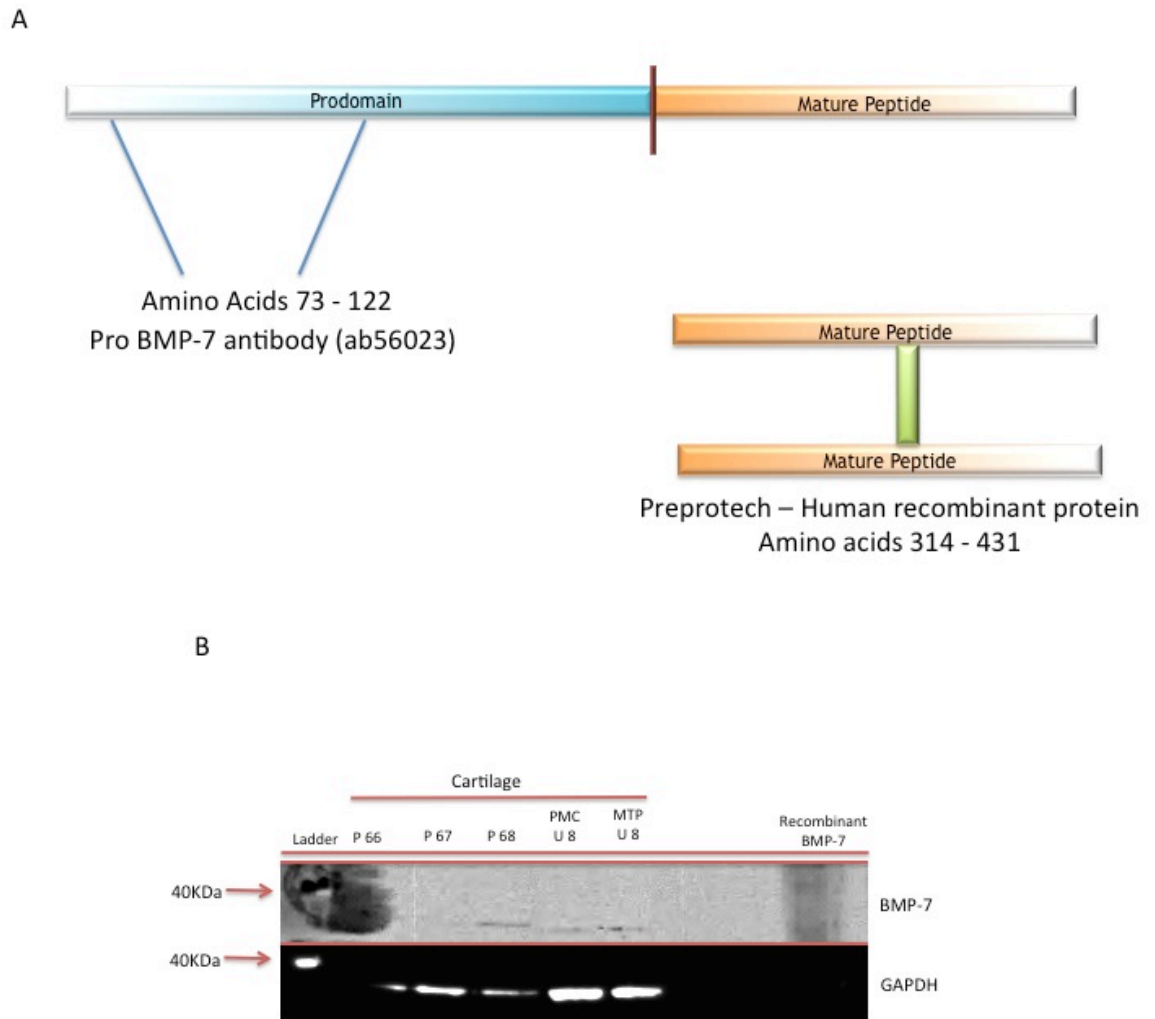 A
Prodomain
Mature Peptide
Amino Acids 73 - 122
Pro BMP-7 antibody (ab56023)
Mature Peptide
Mature Peptide
Preprotech – Human recombinant protein
Amino acids 314 - 431
B
Cartilage
Ladder P 66 P 67 P 68 PMC U 8 MTP U 8 Recombinant BMP-7
40KDa
BMP-7
40KDa
GAPDH